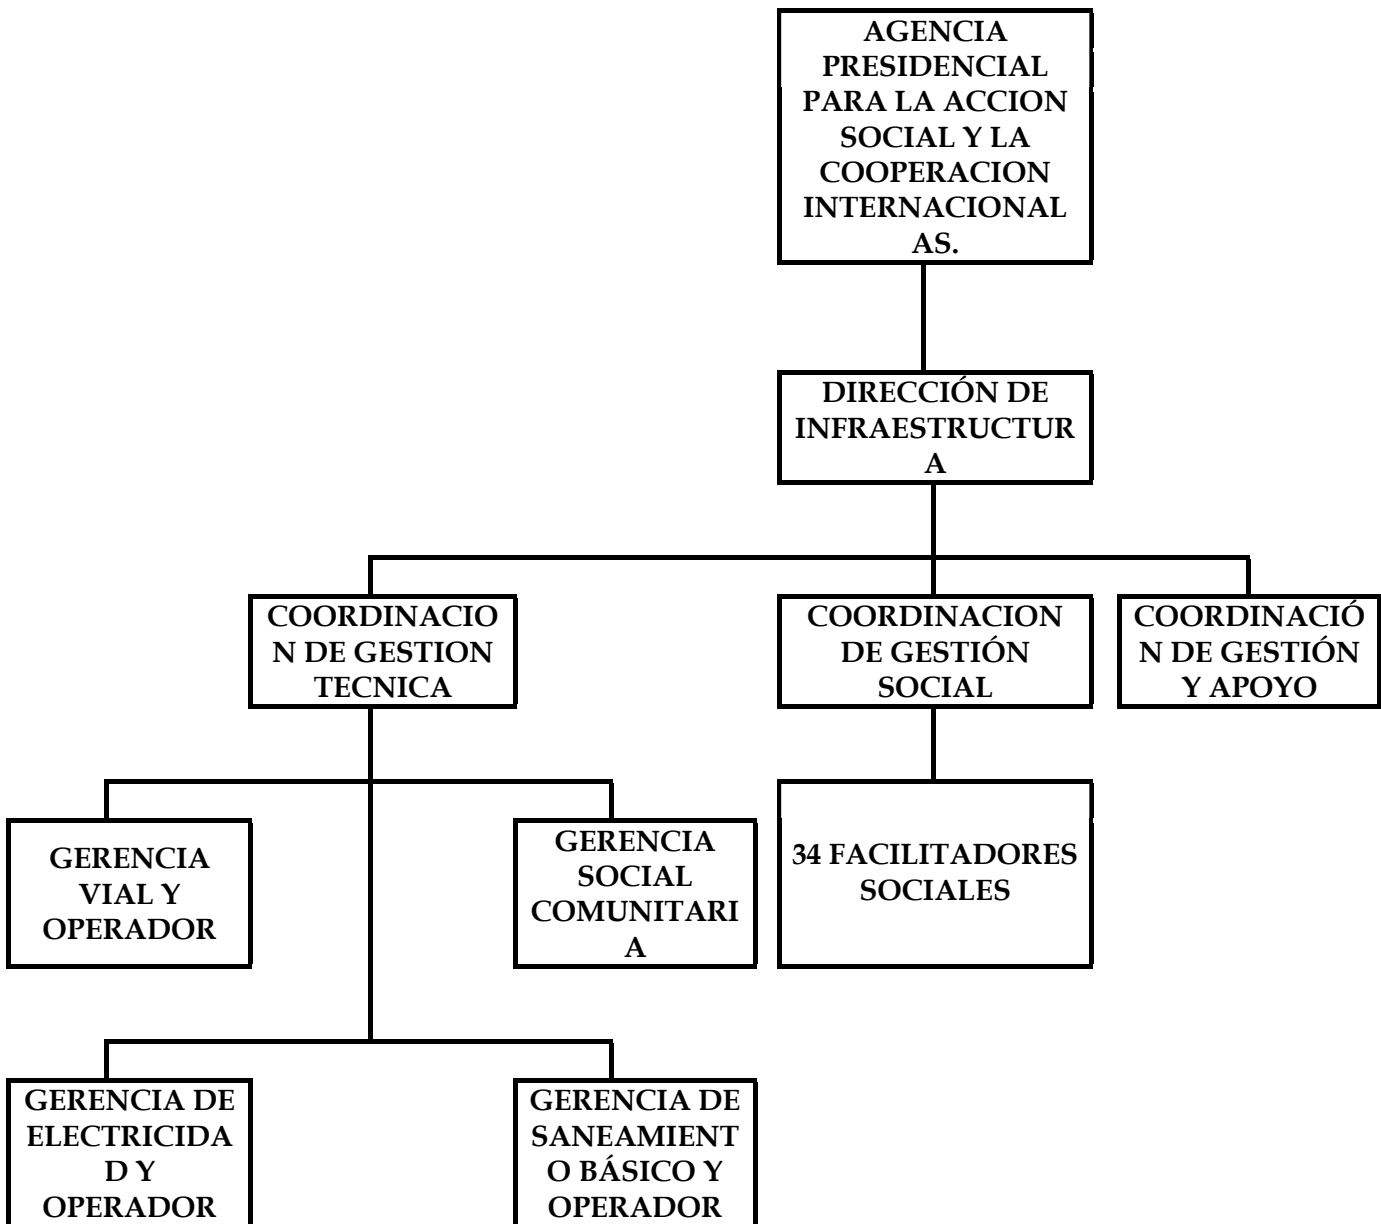 AGENCIA
PRESIDENCIAL
PARA LA ACCION
SOCIAL Y LA
COOPERACION
INTERNACIONAL
AS.
DIRECCIÓN DE
INFRAESTRUCTUR
A
COORDINACIO
N DE GESTION
TECNICA
COORDINACION
DE GESTIÓN
SOCIAL
COORDINACIÓ
N DE GESTIÓN
Y APOYO
GERENCIA
VIAL Y
OPERADOR
GERENCIA
SOCIAL
COMUNITARI
A
34 FACILITADORES
SOCIALES
GERENCIA DE
ELECTRICIDA
D Y
OPERADOR
GERENCIA DE
SANEAMIENT
O BÁSICO Y
OPERADOR